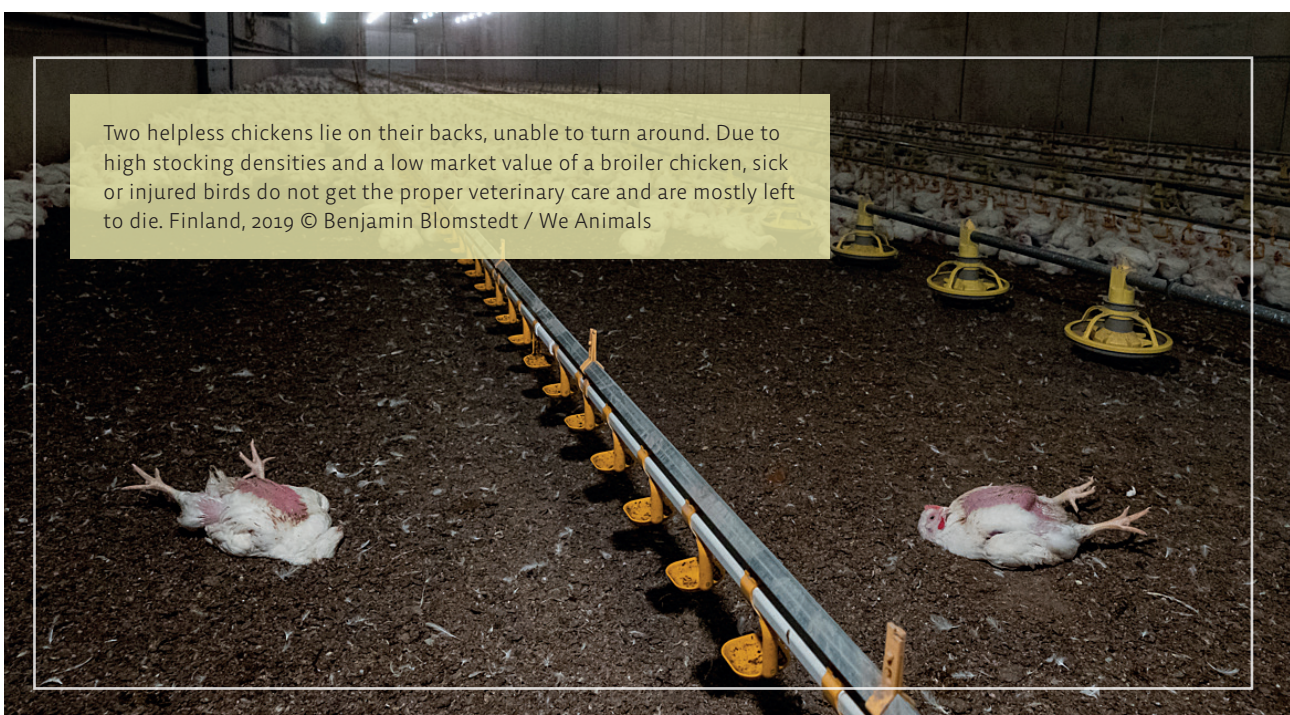 Two helpless chickens lie on their backs, unable to turn around. Due to
high stocking densities and a low market value of a broiler chicken, sick
or injured birds do not get the proper veterinary care and are mostly left
to die. Finland, 2019 © Benjamin Blomstedt / We Animals